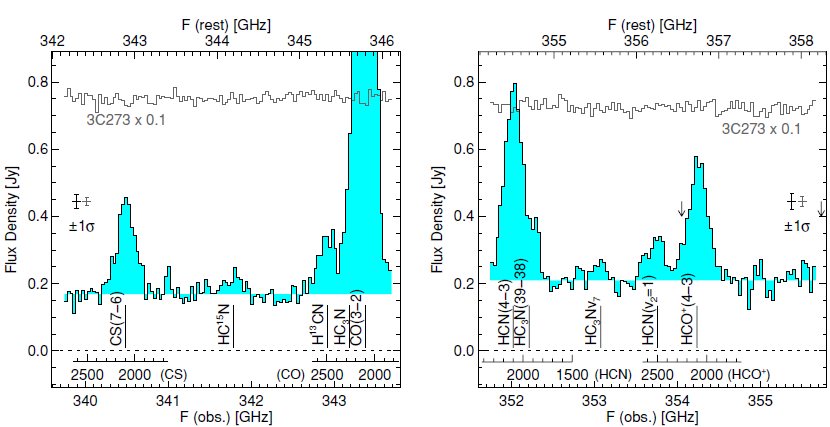 F (rest) [GHz]
342 343 344 345 346
0.8
0.6
0.4
0.2
0.0
Flux Density [Jy]
3C273 x 0.1
±1σ
CS(7–6)
HC¹⁵N
H¹³CN
HC₃N
CO(3–2)
2500 2000 (CS)
(CO) 2500 2000
340 341 342 343
F (obs.) [GHz]
F (rest) [GHz]
355 356 357 358
0.8
0.6
0.4
0.2
0.0
Flux Density [Jy]
3C273 x 0.1
±1σ
HCN(4–3)
HC₃N(39–38)
HC₃Nv₇
HCN(v₂=1)
HCO⁺(4–3)
2000 1500 (HCN)
2500 2000 (HCO⁺)
352 353 354 355
F (obs.) [GHz]